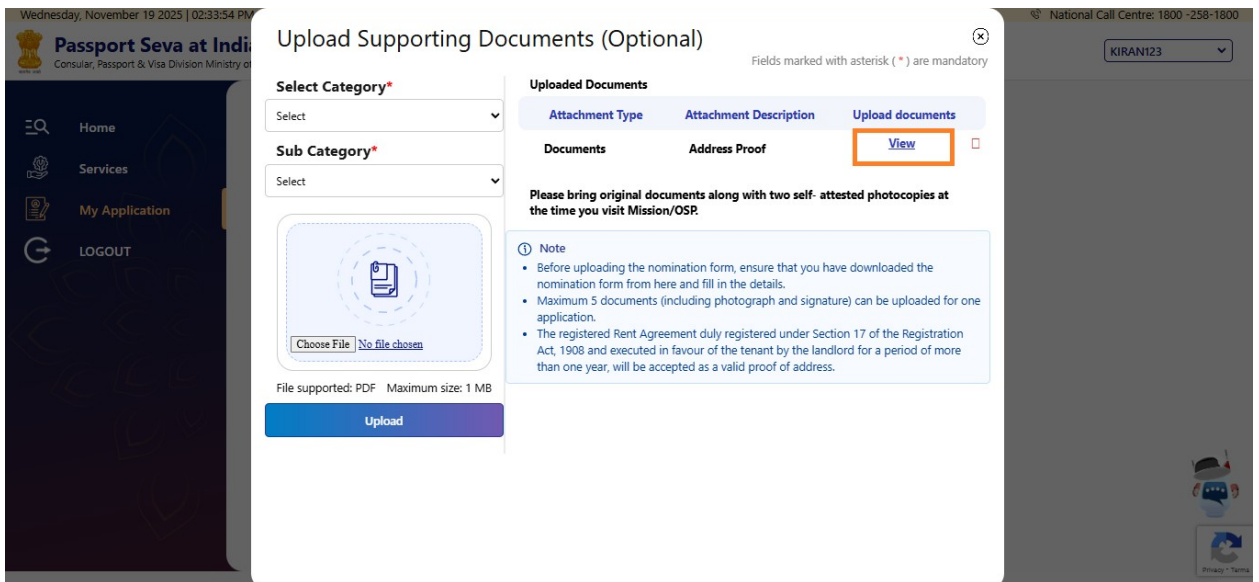 Wednesday, November 19 2025 | 02:33:54 PM
National Call Centre: 1800 -258-1800
Passport Seva at Indi
Consular, Passport & Visa Division Ministry of
KIRAN123
Home
Services
My Application
LOGOUT
Upload Supporting Documents (Optional)
Fields marked with asterisk ( * ) are mandatory
Select Category*
Select
Sub Category*
Select
Choose File No file chosen
File supported: PDF Maximum size: 1 MB
Upload
Uploaded Documents
Attachment Type Attachment Description Upload documents
Documents Address Proof View
Please bring original documents along with two self- attested photocopies at
the time you visit Mission/OSP.
Note
• Before uploading the nomination form, ensure that you have downloaded the
nomination form from here and fill in the details.
• Maximum 5 documents (including photograph and signature) can be uploaded for one
application.
• The registered Rent Agreement duly registered under Section 17 of the Registration
Act, 1908 and executed in favour of the tenant by the landlord for a period of more
than one year, will be accepted as a valid proof of address.
Privacy - Terms